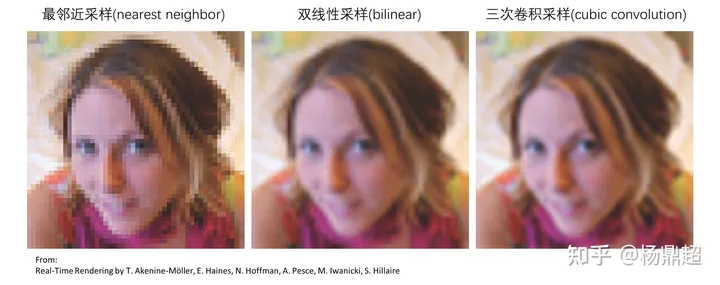 最邻近采样(nearest neighbor)
双线性采样(bilinear)
三次卷积采样(cubic convolution)
From:
Real-Time Rendering by T. Akenine-Möller, E. Haines, N. Hoffman, A. Pesce, M. Iwanicki, S. Hillaire
知乎 @杨鼎超